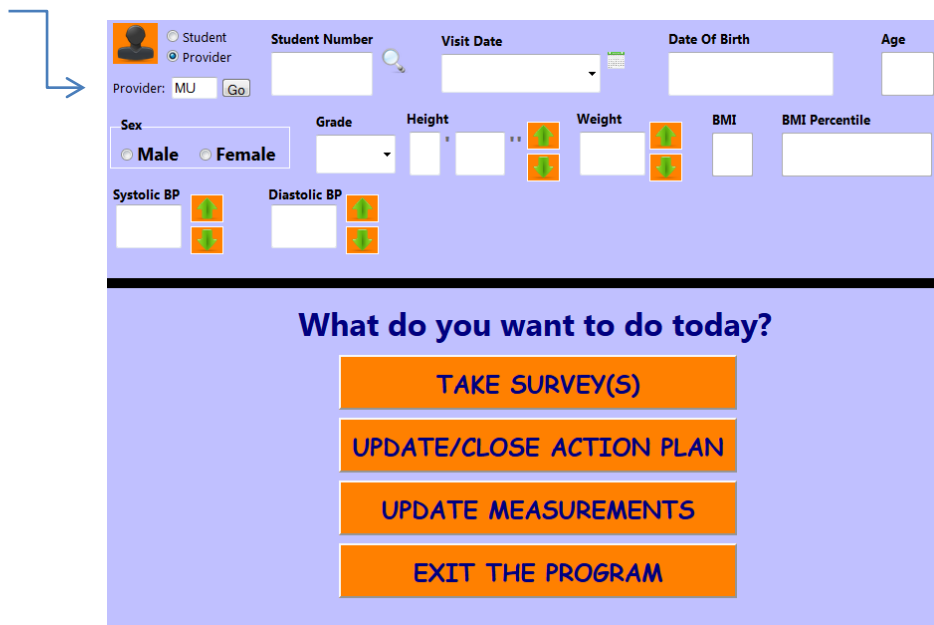 Student
Provider
Provider: MU Go
Student Number
Visit Date
Date Of Birth
Age
Sex
Male Female
Grade
Height
' ''
Weight
BMI
BMI Percentile
Systolic BP
Diastolic BP
What do you want to do today?
TAKE SURVEY(S)
UPDATE/CLOSE ACTION PLAN
UPDATE MEASUREMENTS
EXIT THE PROGRAM